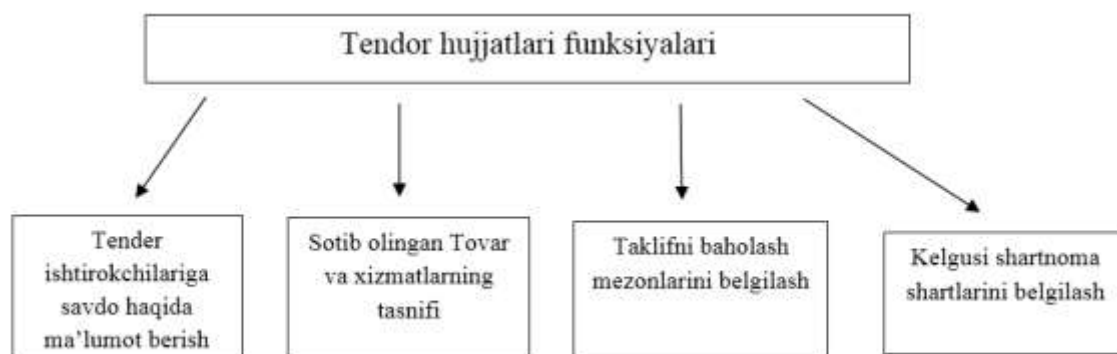 Tendor hujjatlari funksiyalari
Tender
ishtirokchilariga
savdo haqida
ma’lumot berish
Sotib olingan Tovar
va xizmatlarning
tasnifi
Taklifni baholash
mezonlarini belgilash
Kelgusi shartnoma
shartlarini belgilash